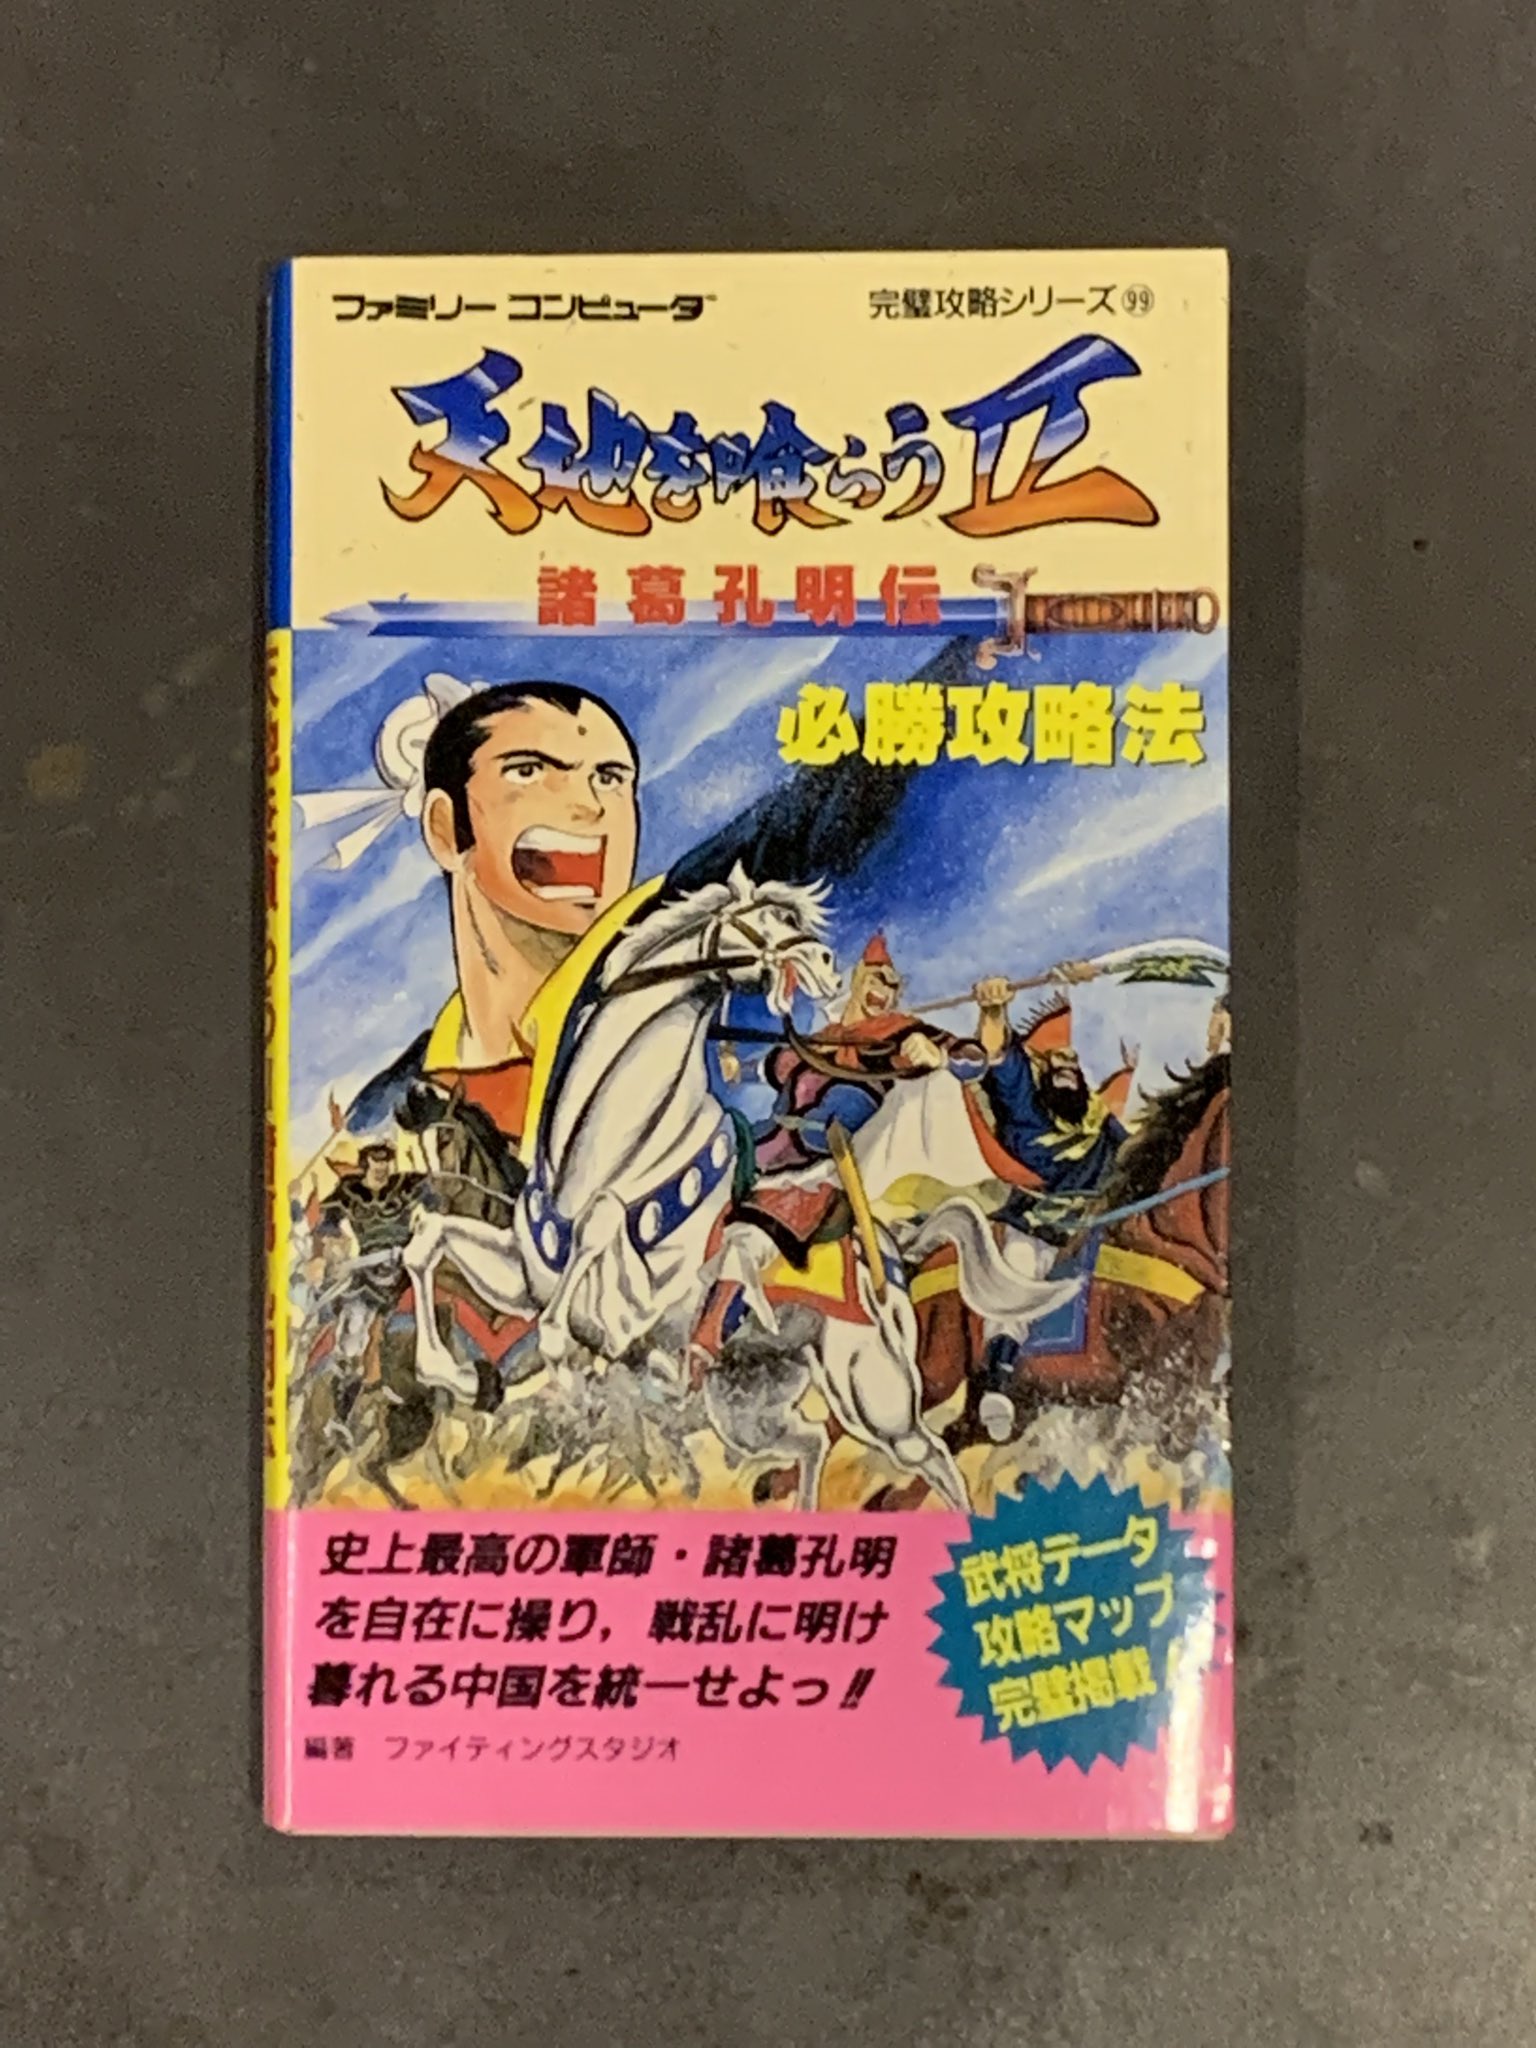 ファミリー コンピュータ™
完璧攻略シリーズ㊾
天地を喰らうⅡ
諸葛孔明伝
必勝攻略法
史上最高の軍師・諸葛孔明
を自在に操り，戦乱に明け
暮れる中国を統一せよっ!!
編著　ファイティングスタジオ
武将データ
攻略マップ
完璧掲載!